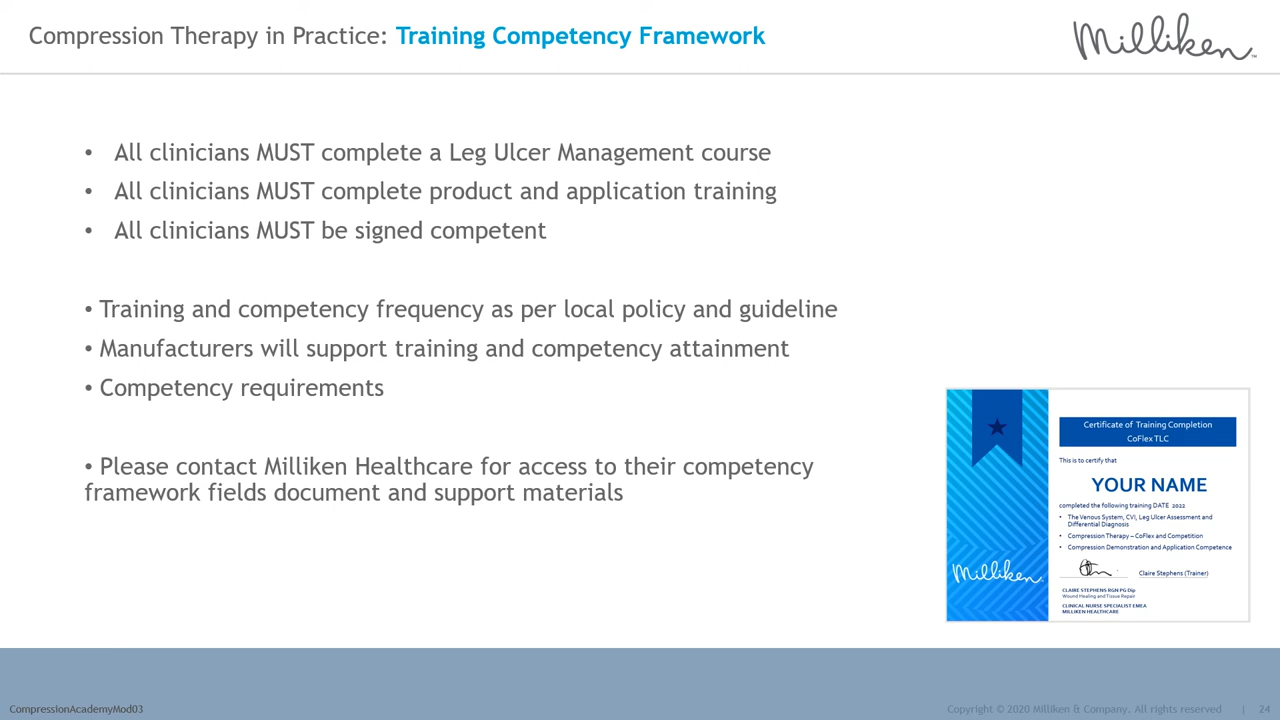 Compression Therapy in Practice: Training Competency Framework
Milliken™
• All clinicians MUST complete a Leg Ulcer Management course
• All clinicians MUST complete product and application training
• All clinicians MUST be signed competent
• Training and competency frequency as per local policy and guideline
• Manufacturers will support training and competency attainment
• Competency requirements
• Please contact Milliken Healthcare for access to their competency
framework fields document and support materials
Certificate of Training Completion
CoFlex TLC
This is to certify that
YOUR NAME
completed the following training DATE 2022
• The Venous System, CVI, Leg Ulcer Assessment and
Differential Diagnosis
• Compression Therapy – CoFlex and Competition
• Compression Demonstration and Application Competence
Milliken
Claire Stephens (Trainer)
CLAIRE STEPHENS RGN PG Dip
Wound Healing and Tissue Repair
CLINICAL NURSE SPECIALIST EMEA
MILLIKEN HEALTHCARE
CompressionAcademyMod03
Copyright © 2020 Milliken & Company. All rights reserved | 24